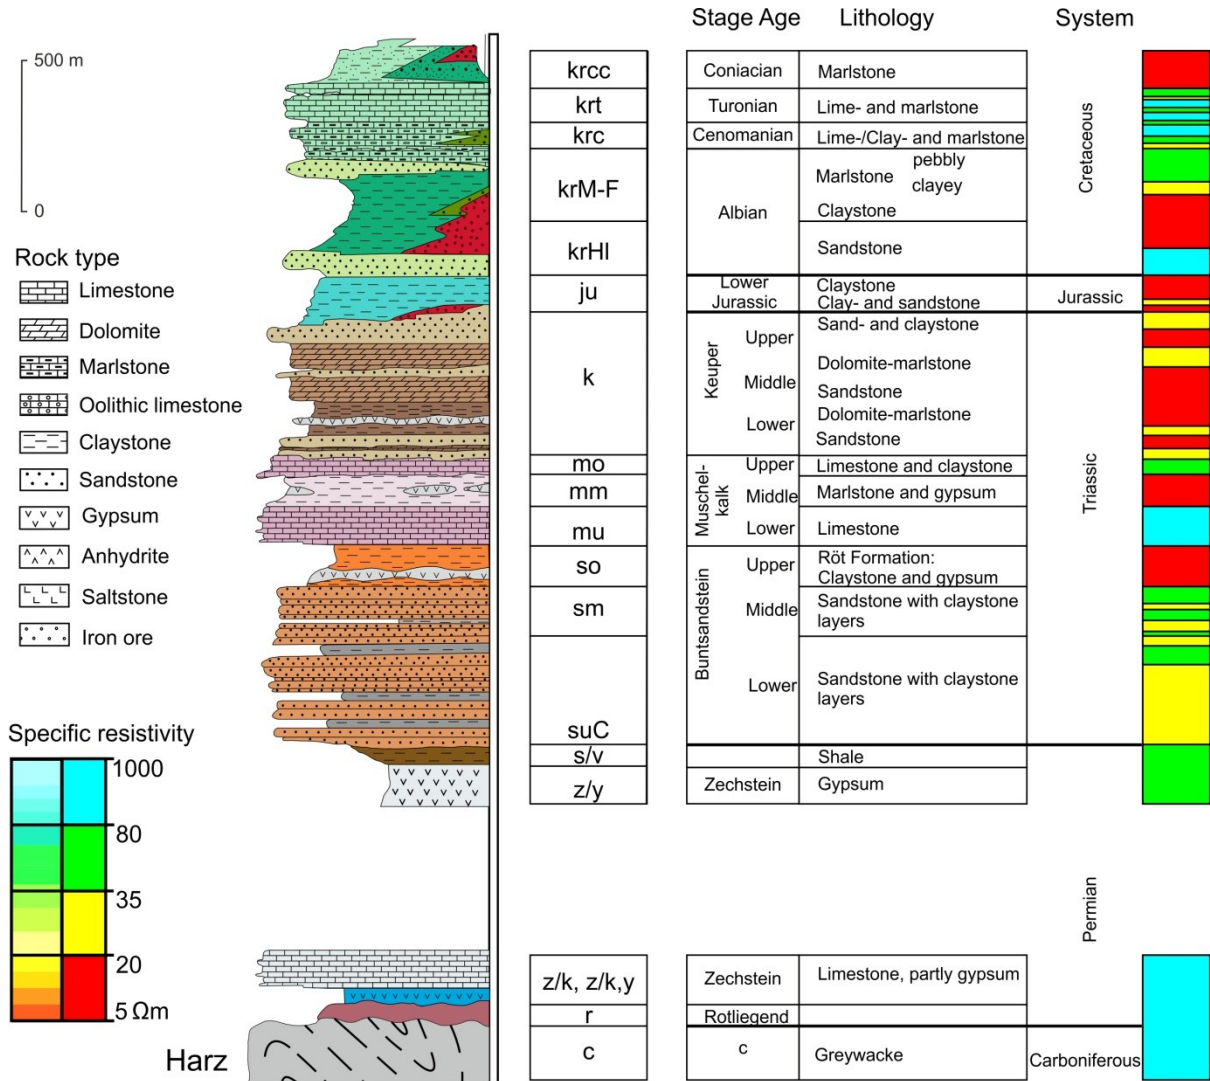 Stage Age Lithology System
500 m
0
Rock type
Limestone
Dolomite
Marlstone
Oolithic limestone
Claystone
Sandstone
Gypsum
Anhydrite
Saltstone
Iron ore
Specific resistivity
1000
80
35
20
5 Ωm
Harz
krcc
krt
krc
krM-F
krHl
ju
k
mo
mm
mu
so
sm
suC
s/v
z/y
z/k, z/k,y
r
c
Coniacian
Turonian
Cenomanian
Albian
Lower
Jurassic
Keuper
Upper
Middle
Lower
Muschel-
kalk
Upper
Middle
Lower
Buntsandstein
Upper
Middle
Lower
Zechstein
Zechstein
Rotliegend
c
Marlstone
Lime- and marlstone
Lime-/Clay- and marlstone
pebbly
Marlstone
clayey
Claystone
Sandstone
Claystone
Clay- and sandstone
Sand- and claystone
Dolomite-marlstone
Sandstone
Dolomite-marlstone
Sandstone
Limestone and claystone
Marlstone and gypsum
Limestone
Röt Formation:
Claystone and gypsum
Sandstone with claystone
layers
Sandstone with claystone
layers
Shale
Gypsum
Limestone, partly gypsum
Greywacke
Cretaceous
Jurassic
Triassic
Permian
Carboniferous